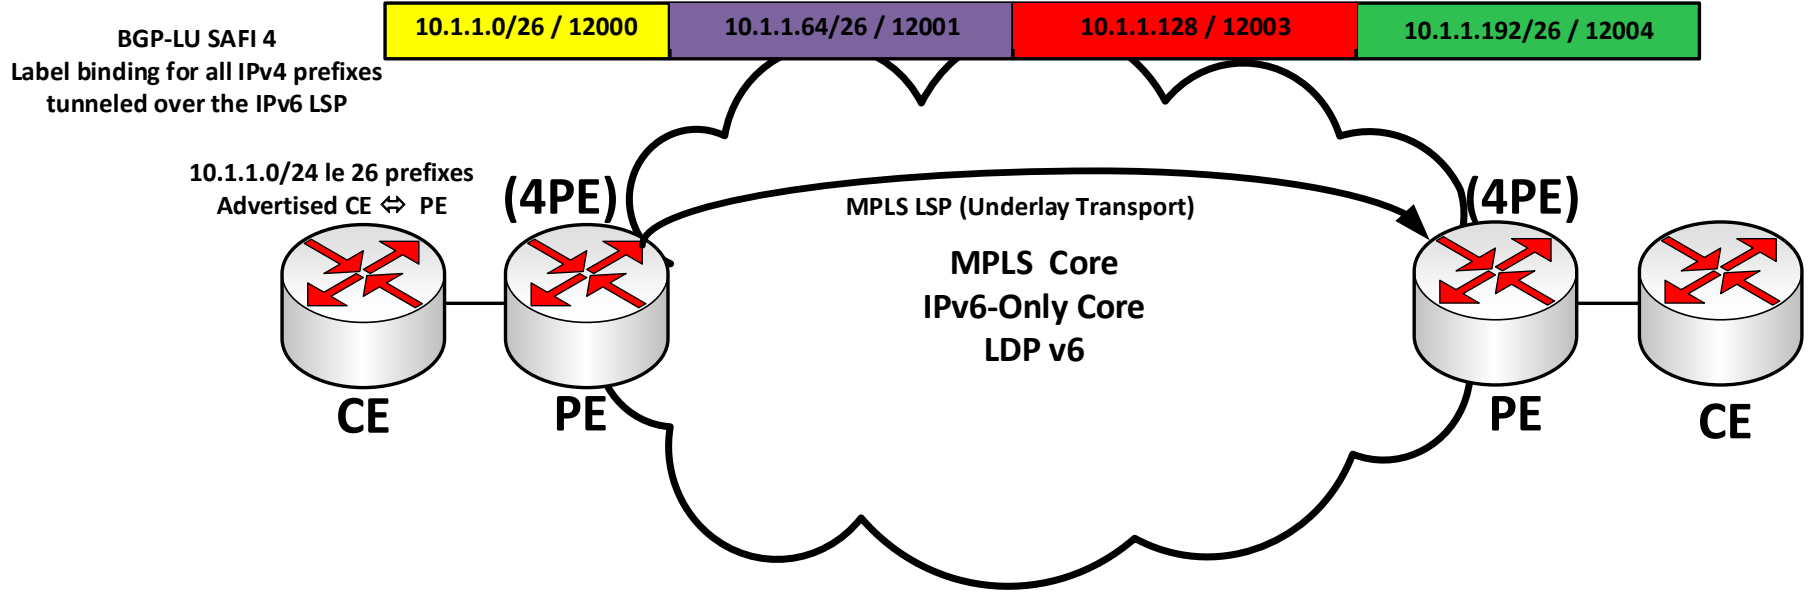 BGP-LU SAFI 4
Label binding for all IPv4 prefixes
tunneled over the IPv6 LSP
10.1.1.0/26 / 12000
10.1.1.64/26 / 12001
10.1.1.128 / 12003
10.1.1.192/26 / 12004
10.1.1.0/24 le 26 prefixes
Advertised CE ⇔ PE
(4PE)
(4PE)
MPLS LSP (Underlay Transport)
MPLS Core
IPv6-Only Core
LDP v6
CE
PE
PE
CE